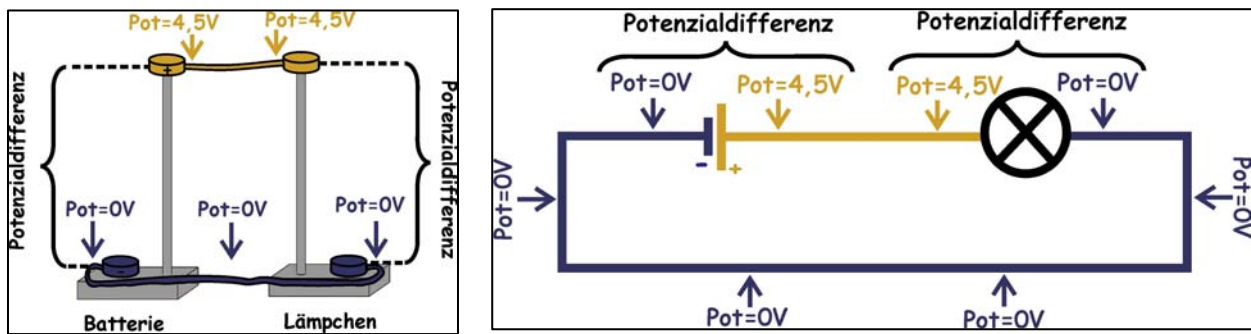 Pot=4,5V
Pot=4,5V
+
Potenzialdifferenz
Potenzialdifferenz
Pot=0V
Pot=0V
Pot=0V
-
Batterie
Lämpchen
Potenzialdifferenz
Potenzialdifferenz
Pot=0V
Pot=4,5V
Pot=4,5V
Pot=0V
-
+
Pot=0V
Pot=0V
Pot=0V
Pot=0V